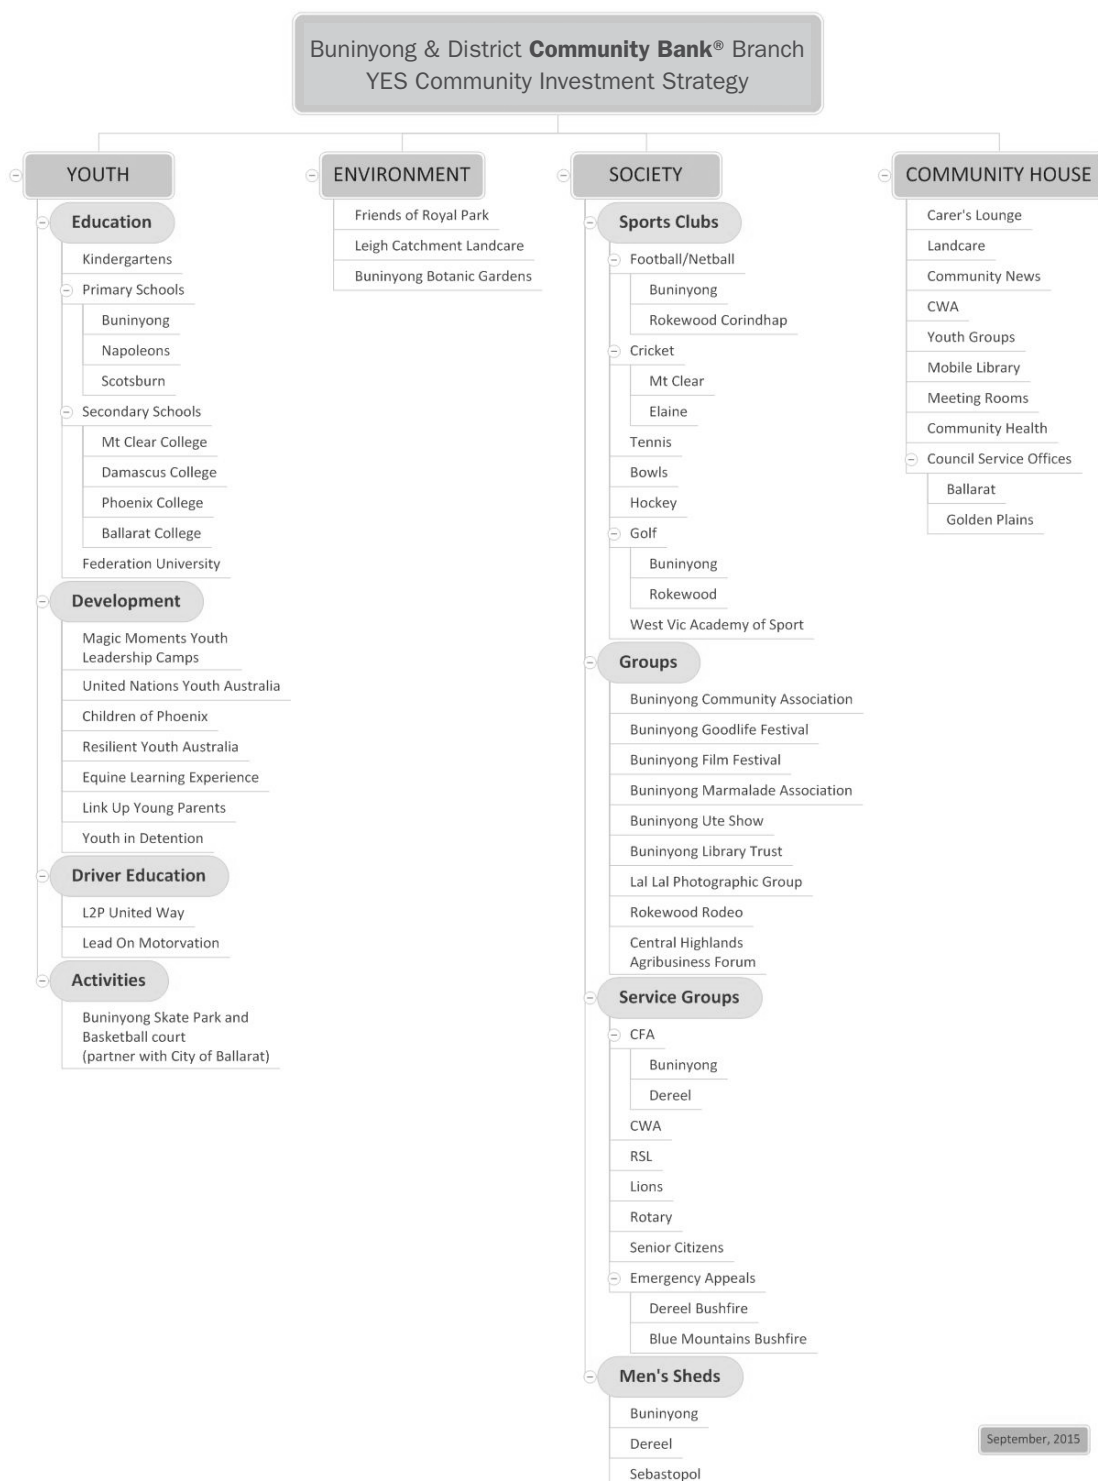 Buninyong & District Community Bank® Branch
YES Community Investment Strategy
YOUTH
Education
Kindergartens
Primary Schools
Buninyong
Napoleons
Scotsburn
Secondary Schools
Mt Clear College
Damascus College
Phoenix College
Ballarat College
Federation University
Development
Magic Moments Youth
Leadership Camps
United Nations Youth Australia
Children of Phoenix
Resilient Youth Australia
Equine Learning Experience
Link Up Young Parents
Youth in Detention
Driver Education
L2P United Way
Lead On Motorvation
Activities
Buninyong Skate Park and
Basketball court
(partner with City of Ballarat)
ENVIRONMENT
Friends of Royal Park
Leigh Catchment Landcare
Buninyong Botanic Gardens
SOCIETY
Sports Clubs
Football/Netball
Buninyong
Rokewood Corindhap
Cricket
Mt Clear
Elaine
Tennis
Bowls
Hockey
Golf
Buninyong
Rokewood
West Vic Academy of Sport
Groups
Buninyong Community Association
Buninyong Goodlife Festival
Buninyong Film Festival
Buninyong Marmalade Association
Buninyong Ute Show
Buninyong Library Trust
Lal Lal Photographic Group
Rokewood Rodeo
Central Highlands
Agribusiness Forum
Service Groups
CFA
Buninyong
Dereel
CWA
RSL
Lions
Rotary
Senior Citizens
Emergency Appeals
Dereel Bushfire
Blue Mountains Bushfire
Men's Sheds
Buninyong
Dereel
Sebastopol
COMMUNITY HOUSE
Carer's Lounge
Landcare
Community News
CWA
Youth Groups
Mobile Library
Meeting Rooms
Community Health
Council Service Offices
Ballarat
Golden Plains
September, 2015